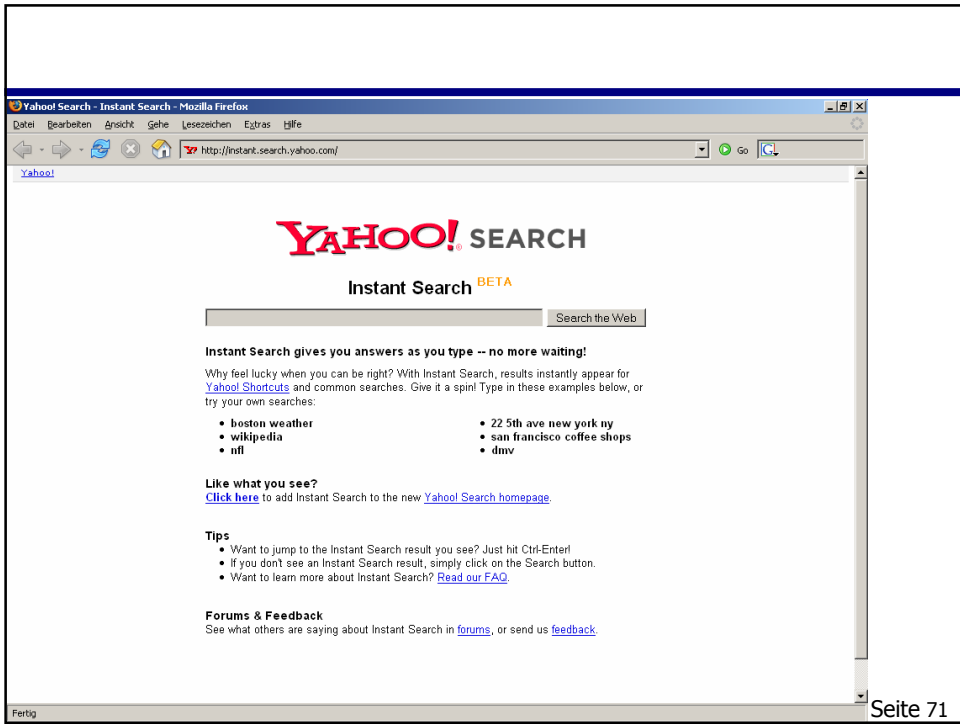 Yahoo! Search - Instant Search - Mozilla Firefox
Datei Bearbeiten Ansicht Gehe Lesezeichen Extras Hilfe
http://instant.search.yahoo.com/ Go G
Yahoo!
YAHOO! SEARCH
Instant Search BETA
Search the Web
Instant Search gives you answers as you type -- no more waiting!
Why feel lucky when you can be right? With Instant Search, results instantly appear for
Yahoo! Shortcuts and common searches. Give it a spin! Type in these examples below, or
try your own searches:
• boston weather • 22 5th ave new york ny
• wikipedia • san francisco coffee shops
• nfl • dmv
Like what you see?
Click here to add Instant Search to the new Yahoo! Search homepage.
Tips
• Want to jump to the Instant Search result you see? Just hit Ctrl-Enter!
• If you don't see an Instant Search result, simply click on the Search button.
• Want to learn more about Instant Search? Read our FAQ.
Forums & Feedback
See what others are saying about Instant Search in forums, or send us feedback.
Fertig
Seite 71